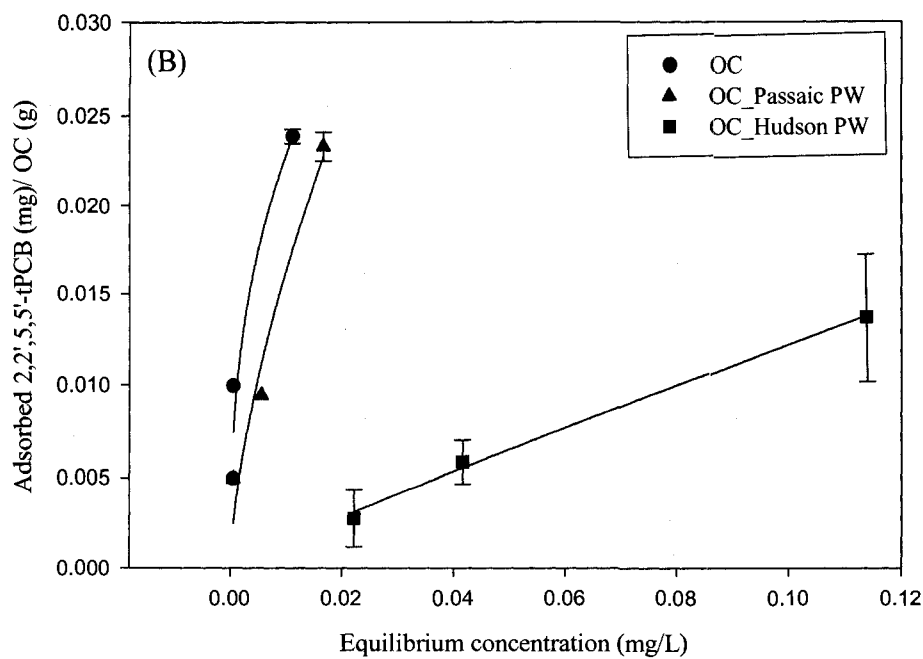 (B)
OC
OC_Passaic PW
OC_Hudson PW
Adsorbed 2,2',5,5'-tPCB (mg)/ OC (g)
0.030
0.025
0.020
0.015
0.010
0.005
0.000
0.00 0.02 0.04 0.06 0.08 0.10 0.12
Equilibrium concentration (mg/L)